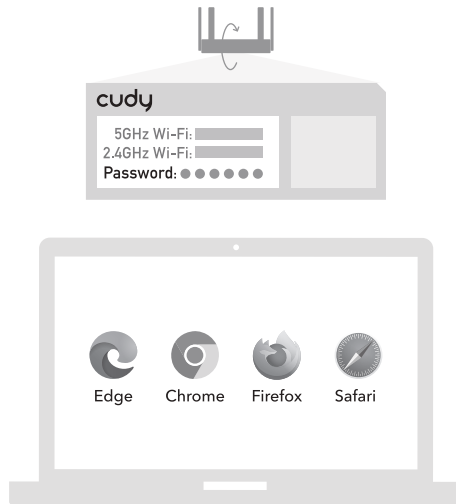 cudy
5GHz Wi-Fi:
2.4GHz Wi-Fi:
Password:
Edge Chrome Firefox Safari